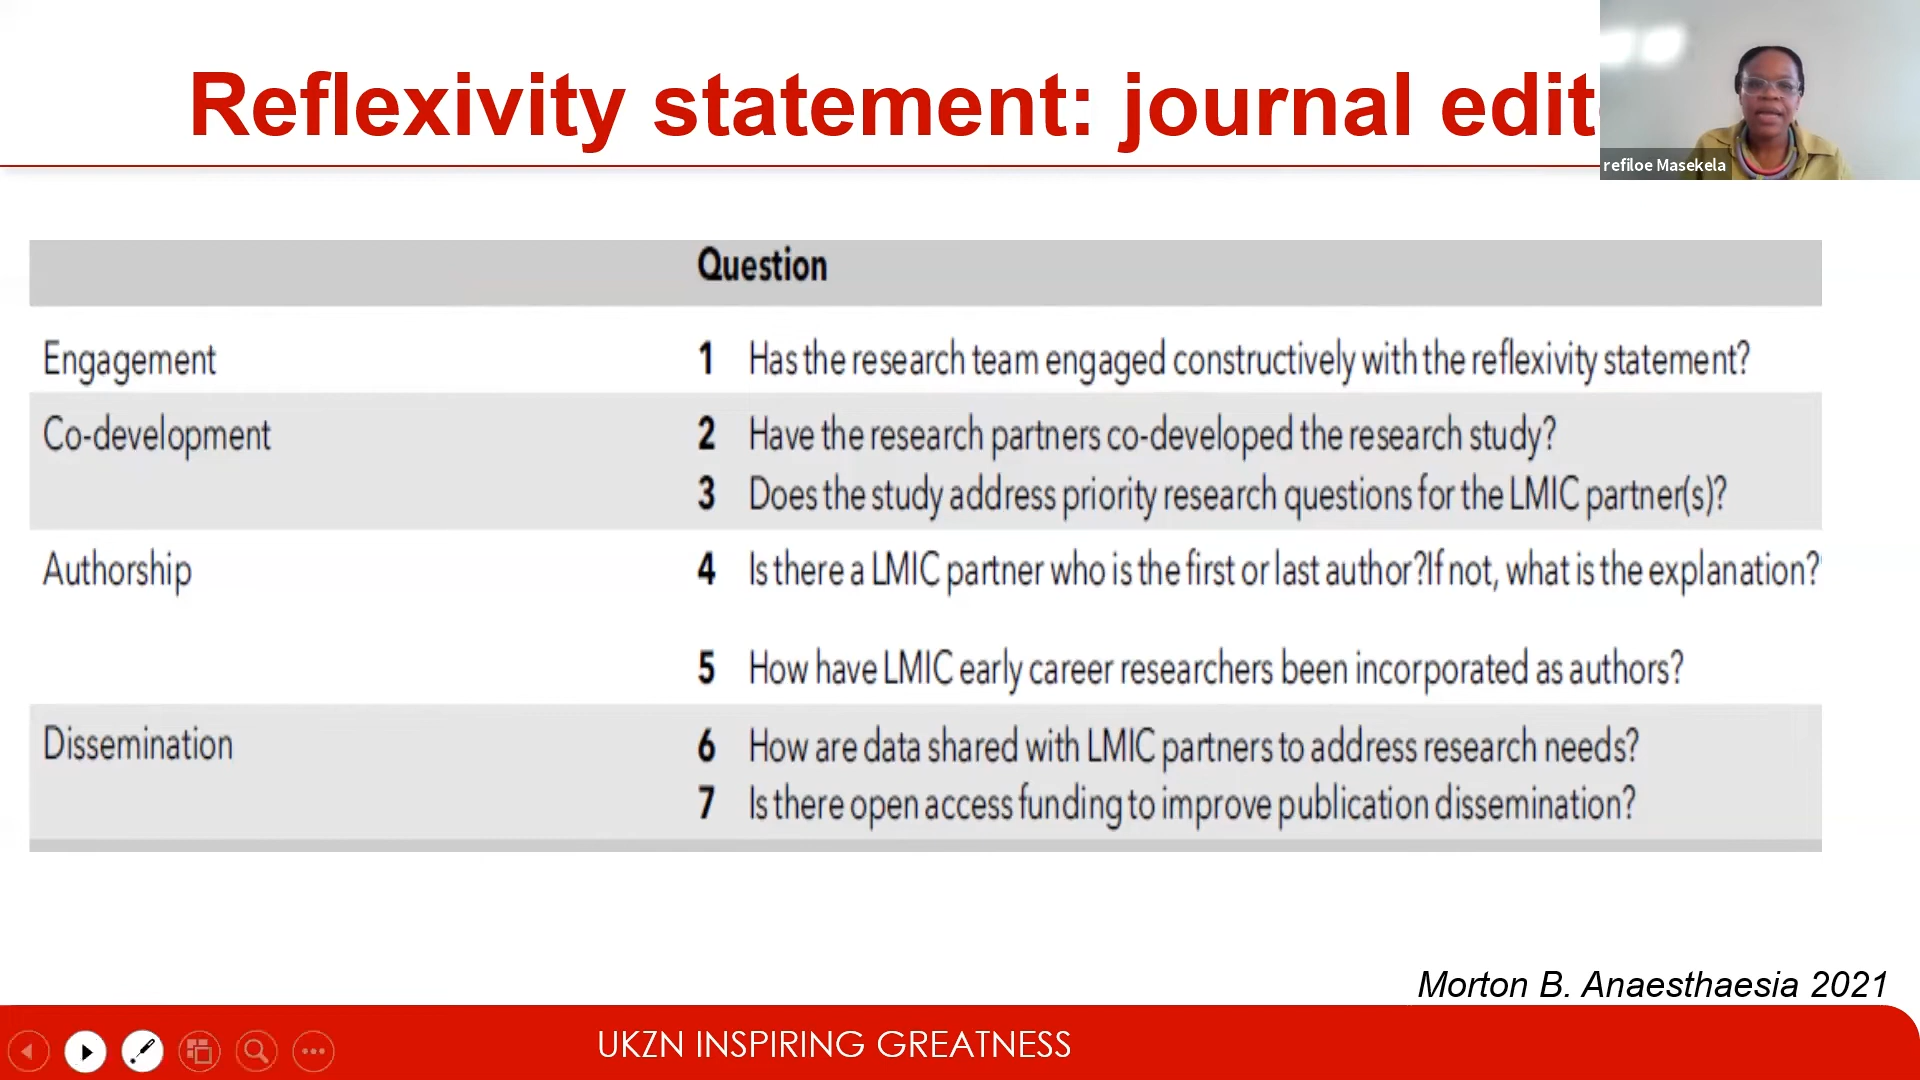 Reflexivity statement: journal edit
refiloe Masekela
Question
Engagement
1 Has the research team engaged constructively with the reflexivity statement?
Co-development
2 Have the research partners co-developed the research study?
3 Does the study address priority research questions for the LMIC partner(s)?
Authorship
4 Is there a LMIC partner who is the first or last author?If not, what is the explanation?
5 How have LMIC early career researchers been incorporated as authors?
Dissemination
6 How are data shared with LMIC partners to address research needs?
7 Is there open access funding to improve publication dissemination?
Morton B. Anaesthaesia 2021
UKZN INSPIRING GREATNESS